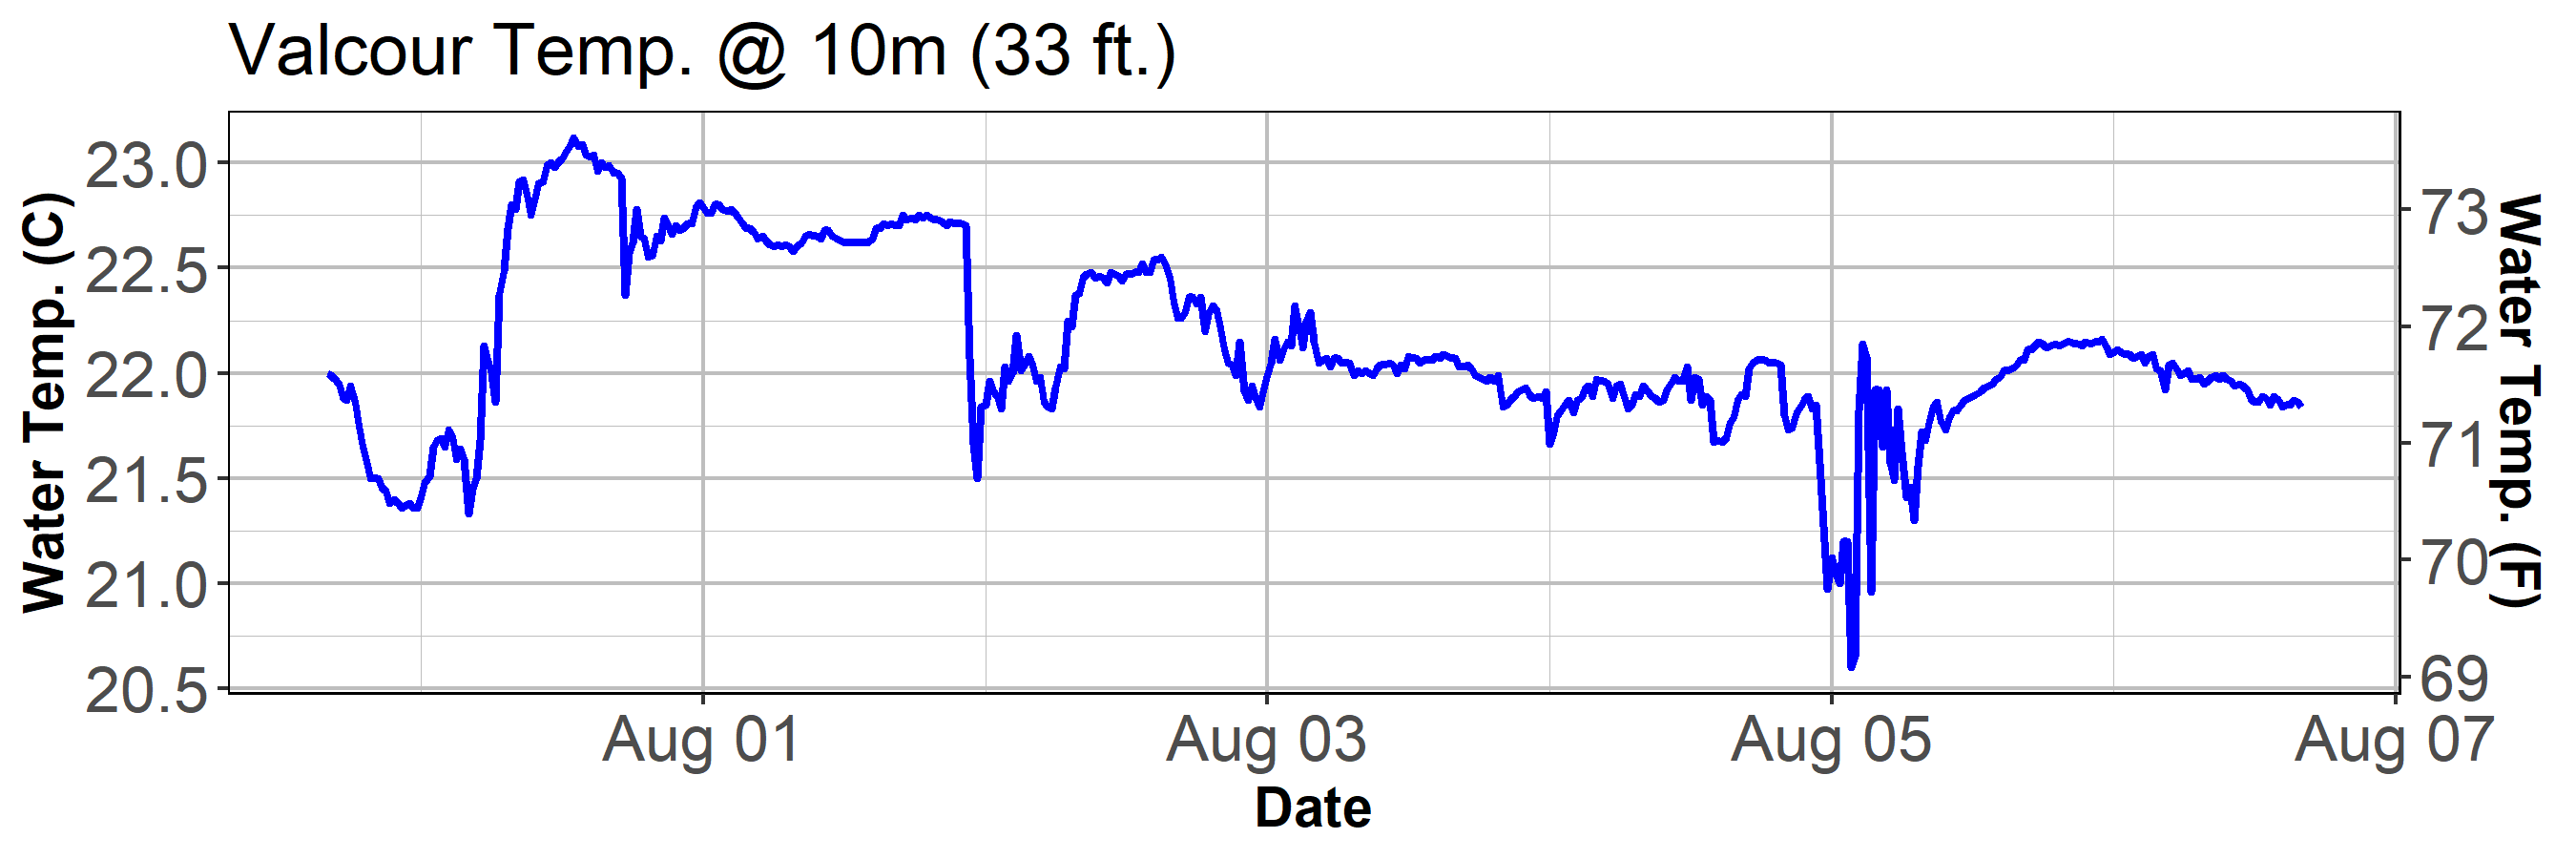 Valcour Temp. @ 10m (33 ft.)
Water Temp. (C)
23.0
22.5
22.0
21.5
21.0
20.5
73
72
71
70
69
Water Temp. (F)
Aug 01 Aug 03 Aug 05 Aug 07
Date